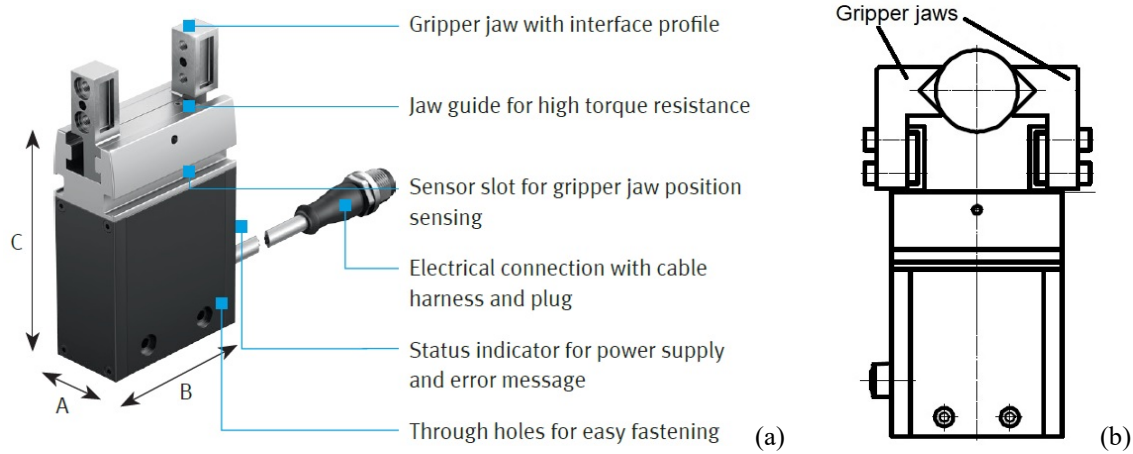 Gripper jaw with interface profile
Jaw guide for high torque resistance
Sensor slot for gripper jaw position
sensing
Electrical connection with cable
harness and plug
Status indicator for power supply
and error message
Through holes for easy fastening
A
B
C
(a)
Gripper jaws
(b)